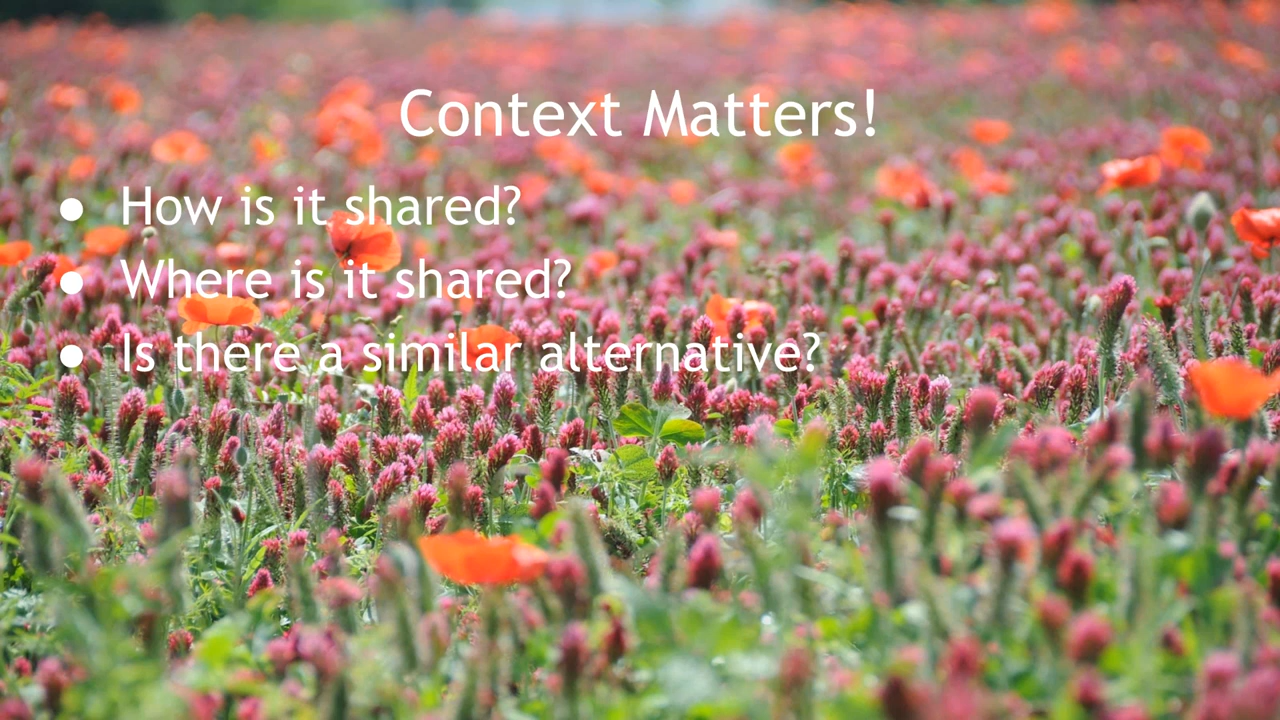 Context Matters!
● How is it shared?
● Where is it shared?
● Is there a similar alternative?